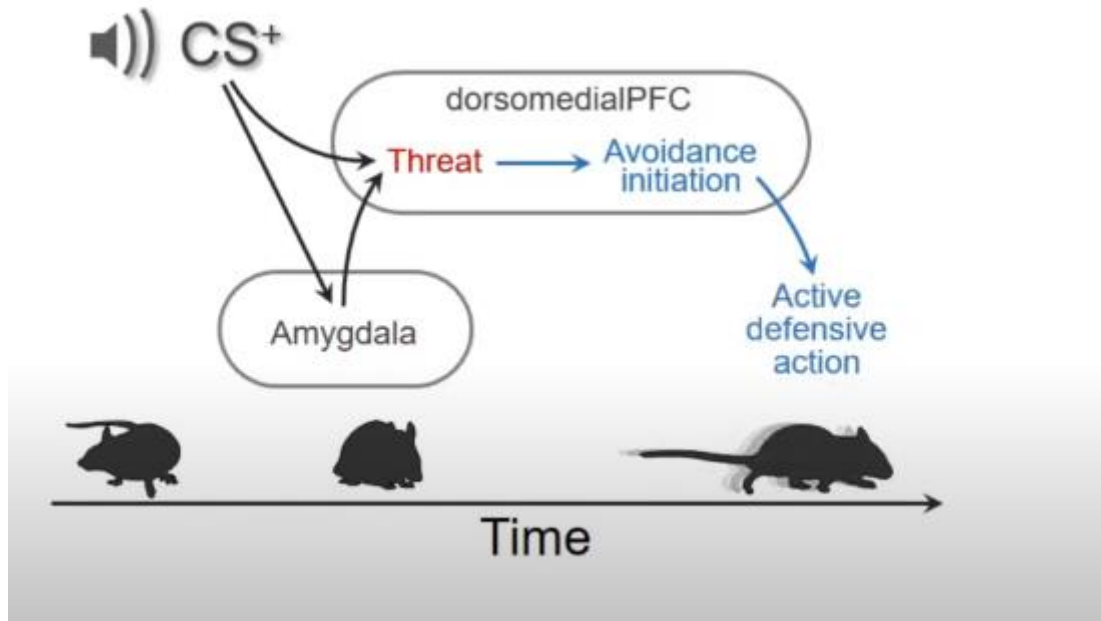 CS+
dorsomedialPFC
Threat
Avoidance
initiation
Amygdala
Active
defensive
action
Time